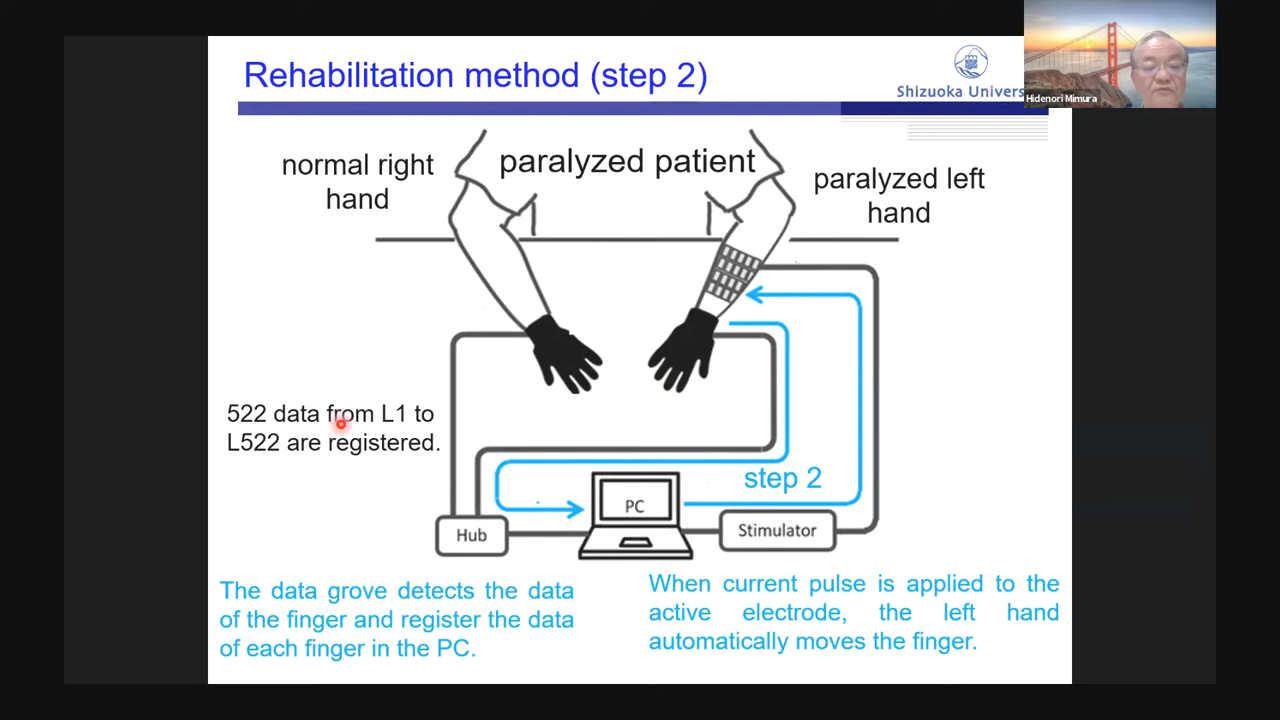 Rehabilitation method (step 2)
Shizuoka Univers
Hidenori Mimura
normal right
hand
paralyzed patient
paralyzed left
hand
522 data from L1 to
L522 are registered.
step 2
PC
Hub
Stimulator
The data grove detects the data
of the finger and register the data
of each finger in the PC.
When current pulse is applied to the
active electrode, the left hand
automatically moves the finger.